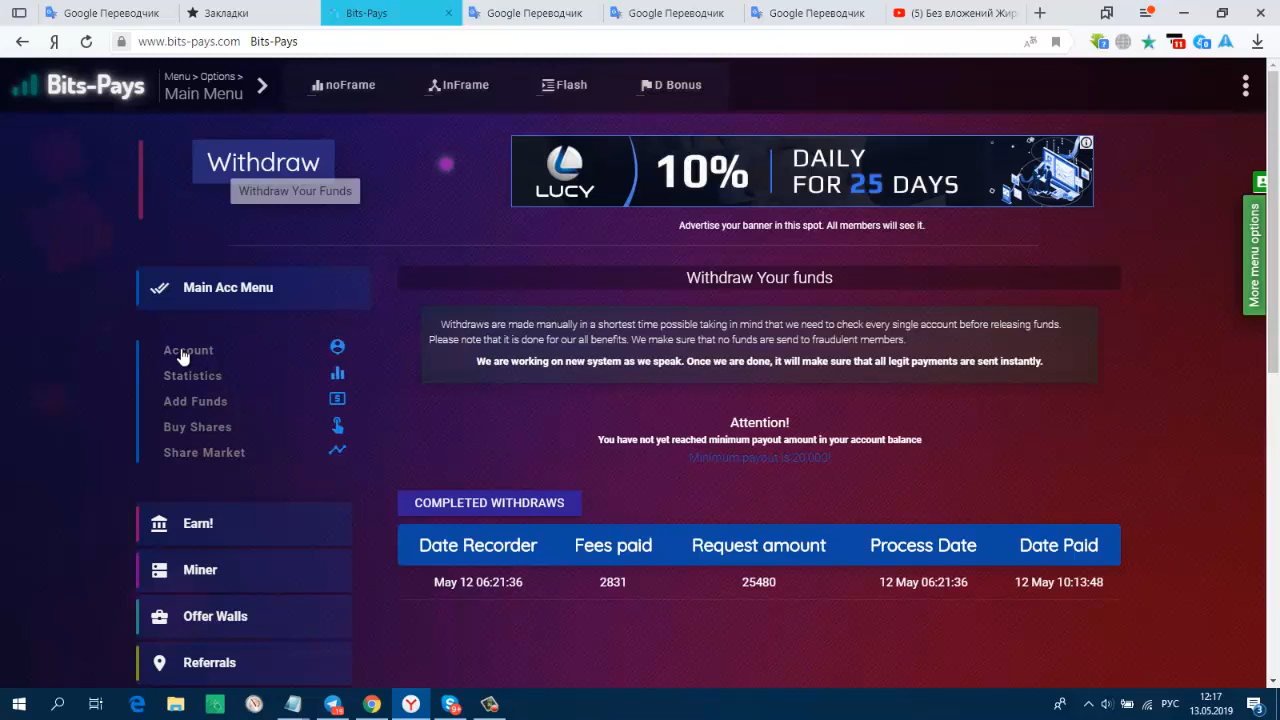 Google Переводчик
Закладки
Bits-Pays
Google Переводчик
Google Переводчик
Google Переводчик
(5) Без вложений Жир
www.bits-pays.com Bits-Pays
2
11
0
Bits-Pays
Menu > Options >
Main Menu
noFrame
InFrame
Flash
D Bonus
Withdraw
Withdraw Your Funds
LUCY
10%
DAILY
FOR 25 DAYS
Advertise your banner in this spot. All members will see it.
More menu options
Main Acc Menu
Account
Statistics
Add Funds
Buy Shares
Share Market
Earn!
Miner
Offer Walls
Referrals
Withdraw Your funds
Withdraws are made manually in a shortest time possible taking in mind that we need to check every single account before releasing funds.
Please note that it is done for our all benefits. We make sure that no funds are send to fraudulent members.
We are working on new system as we speak. Once we are done, it will make sure that all legit payments are sent instantly.
Attention!
You have not yet reached minimum payout amount in your account balance
Minimum payout is 20,000!
COMPLETED WITHDRAWS
Date Recorder Fees paid Request amount Process Date Date Paid
May 12 06:21:36 2831 25480 12 May 06:21:36 12 May 10:13:48
РУС
12:17
13.05.2019
3